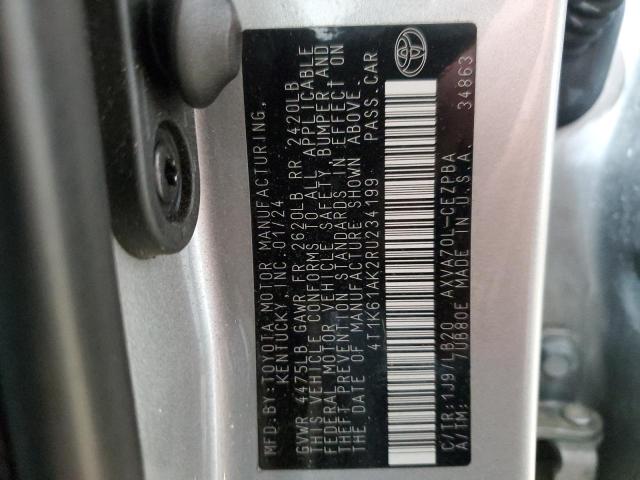 MFD. BY: TOYOTA MOTOR MANUFACTURING,
KENTUCKY, INC. 01/24
GVWR 4475LB GAWR FR 2620LB RR 2420LB
THIS VEHICLE CONFORMS TO ALL APPLICABLE
FEDERAL MOTOR VEHICLE SAFETY, BUMPER, AND
THEFT PREVENTION STANDARDS IN EFFECT ON
THE DATE OF MANUFACTURE SHOWN ABOVE.
4T1K61AK2RU234199 PASS. CAR
C/TR: 1J9/LB20 AXVA70L-CEZPBA
A/TM: -/UB80E MADE IN U.S.A. 34863